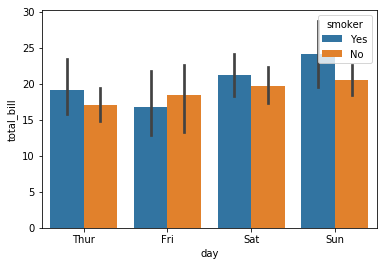 smoker
Yes
No
total_bill
30
25
20
15
10
5
0
Thur Fri Sat Sun
day